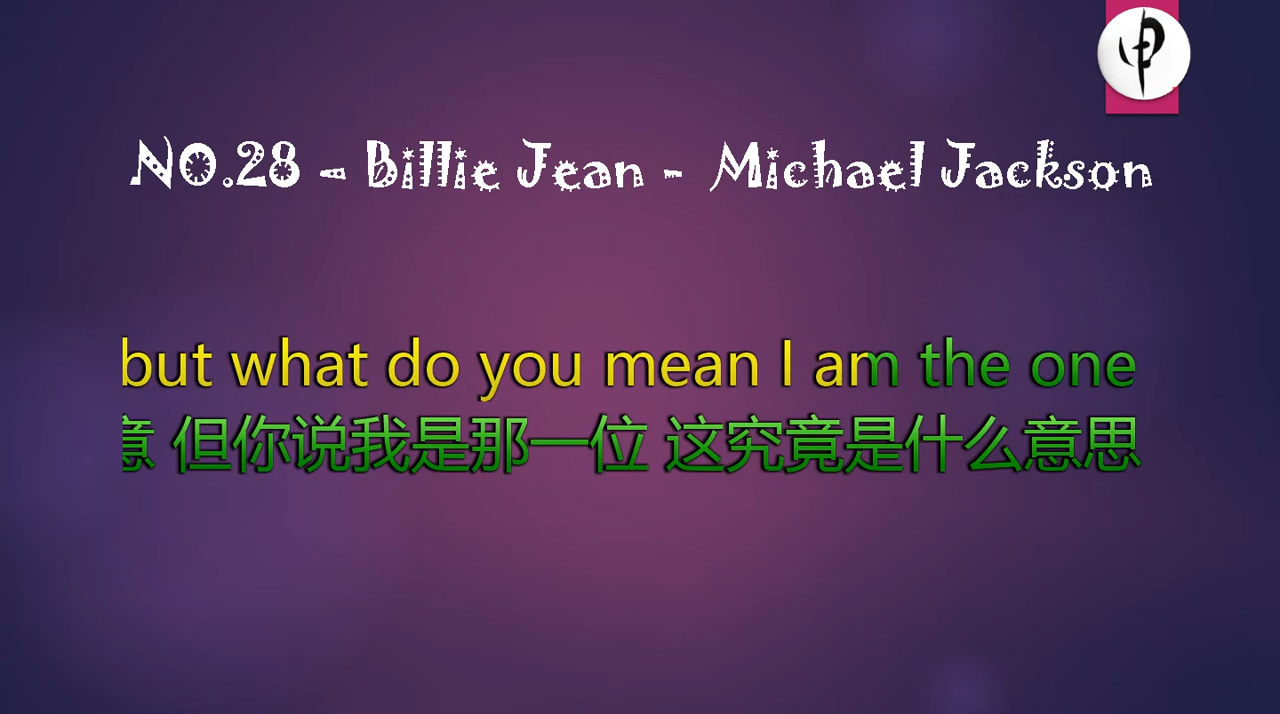 NO.28 – Billie Jean - Michael Jackson
but what do you mean I am the one
意 但你说我是那一位 这究竟是什么意思